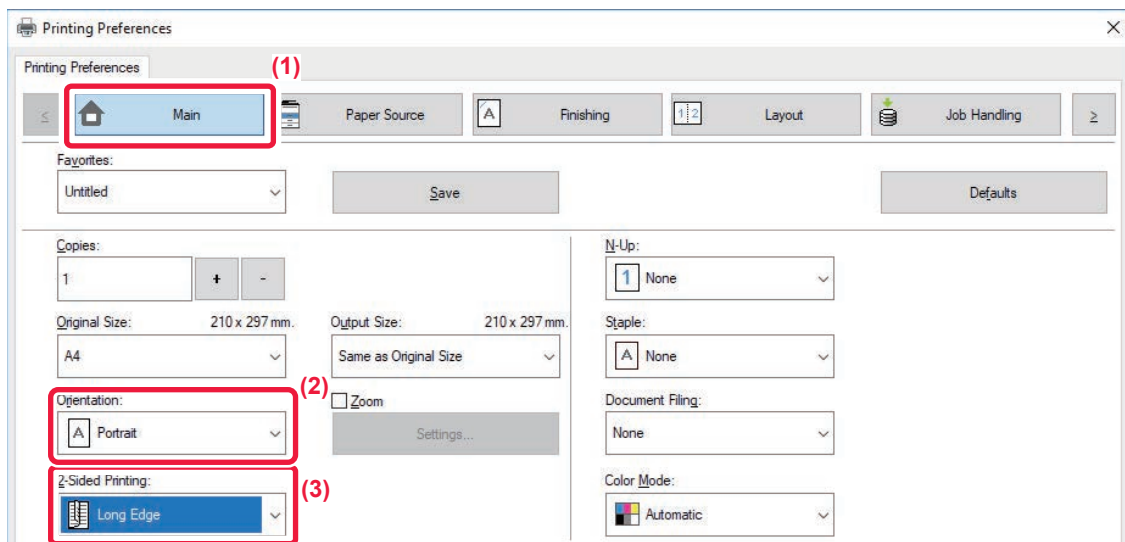 Printing Preferences
Printing Preferences
(1)
<
Main
Paper Source
Finishing
Layout
Job Handling
>
Favorites:
Untitled
Save
Defaults
Copies:
1
+
-
N-Up:
1 None
Original Size: 210 x 297 mm.
A4
Output Size: 210 x 297 mm.
Same as Original Size
Staple:
A None
(2)
Orientation:
A Portrait
Zoom
Settings...
Document Filing:
None
(3)
2-Sided Printing:
Long Edge
Color Mode:
Automatic